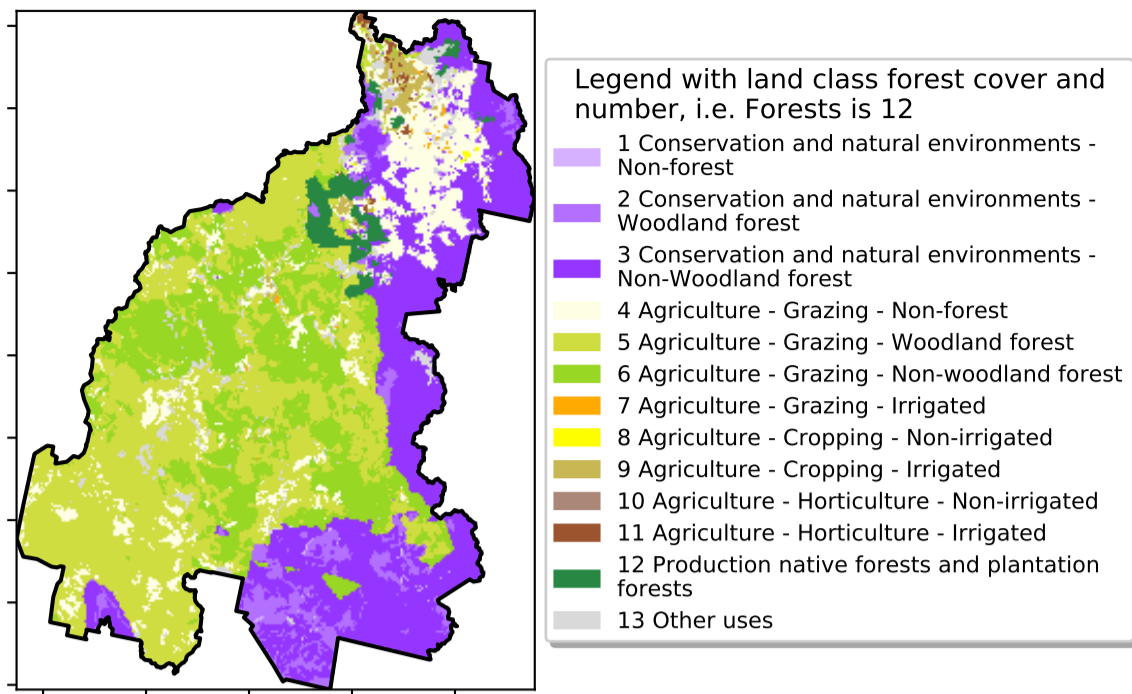 Legend with land class forest cover and
number, i.e. Forests is 12
1 Conservation and natural environments -
Non-forest
2 Conservation and natural environments -
Woodland forest
3 Conservation and natural environments -
Non-Woodland forest
4 Agriculture - Grazing - Non-forest
5 Agriculture - Grazing - Woodland forest
6 Agriculture - Grazing - Non-woodland forest
7 Agriculture - Grazing - Irrigated
8 Agriculture - Cropping - Non-irrigated
9 Agriculture - Cropping - Irrigated
10 Agriculture - Horticulture - Non-irrigated
11 Agriculture - Horticulture - Irrigated
12 Production native forests and plantation
forests
13 Other uses